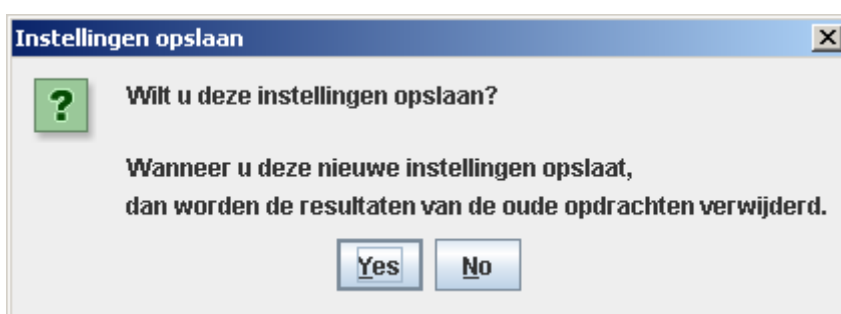 Instellingen opslaan
Wilt u deze instellingen opslaan?
Wanneer u deze nieuwe instellingen opslaat,
dan worden de resultaten van de oude opdrachten verwijderd.
Yes No